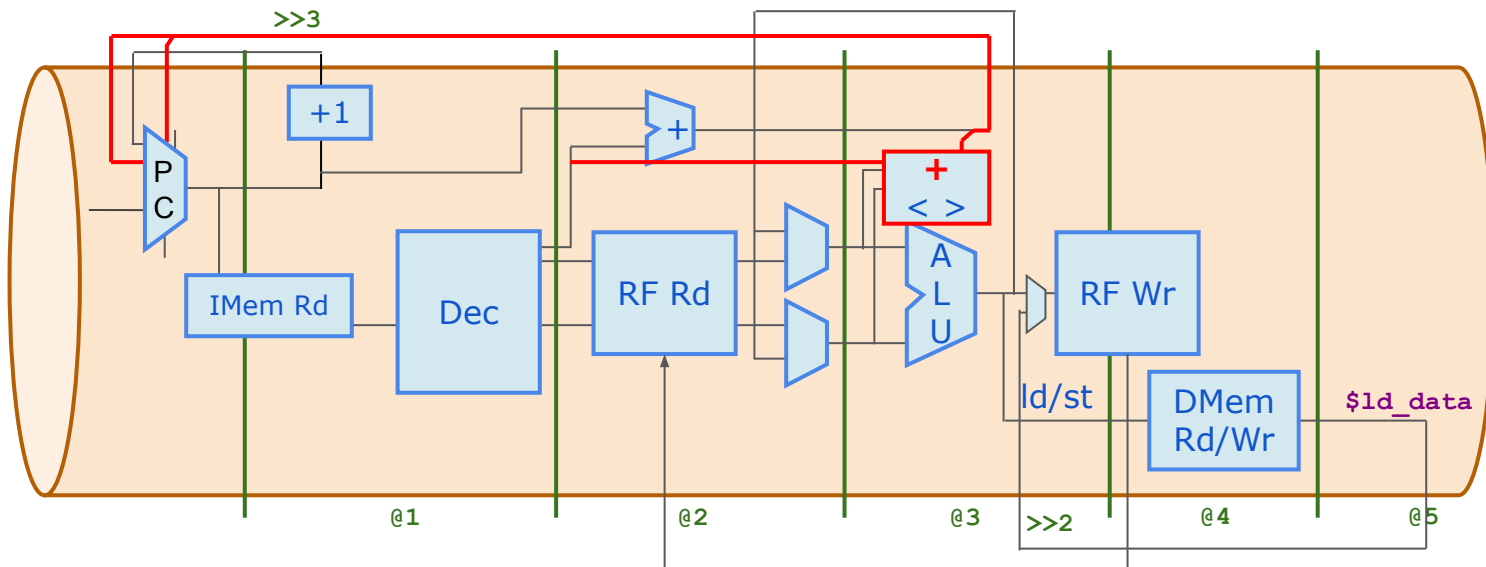 >>3
+1
+
P
C
+
< >
IMem Rd
Dec
RF Rd
A
L
U
RF Wr
ld/st
DMem
Rd/Wr
$ld_data
@1
@2
@3
>>2
@4
@5